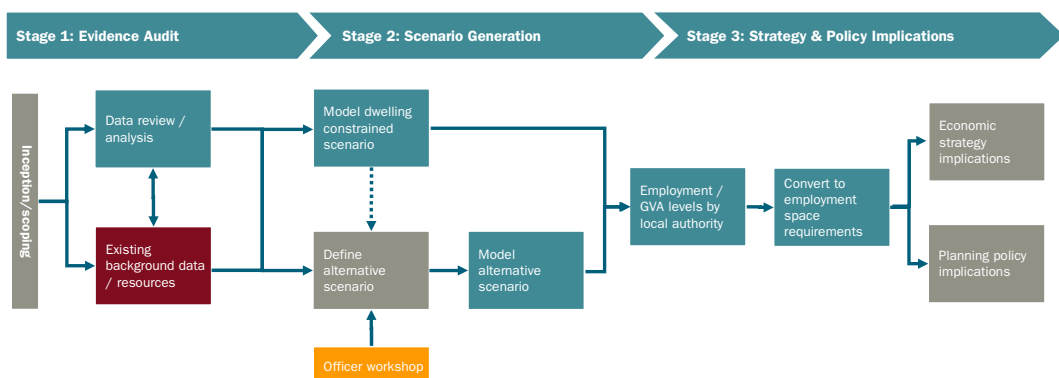 Stage 1: Evidence Audit
Stage 2: Scenario Generation
Stage 3: Strategy & Policy Implications
Inception/scoping
Data review /
analysis
Existing
background data
/ resources
Model dwelling
constrained
scenario
Define
alternative
scenario
Officer workshop
Model
alternative
scenario
Employment /
GVA levels by
local authority
Convert to
employment
space
requirements
Economic
strategy
implications
Planning policy
implications